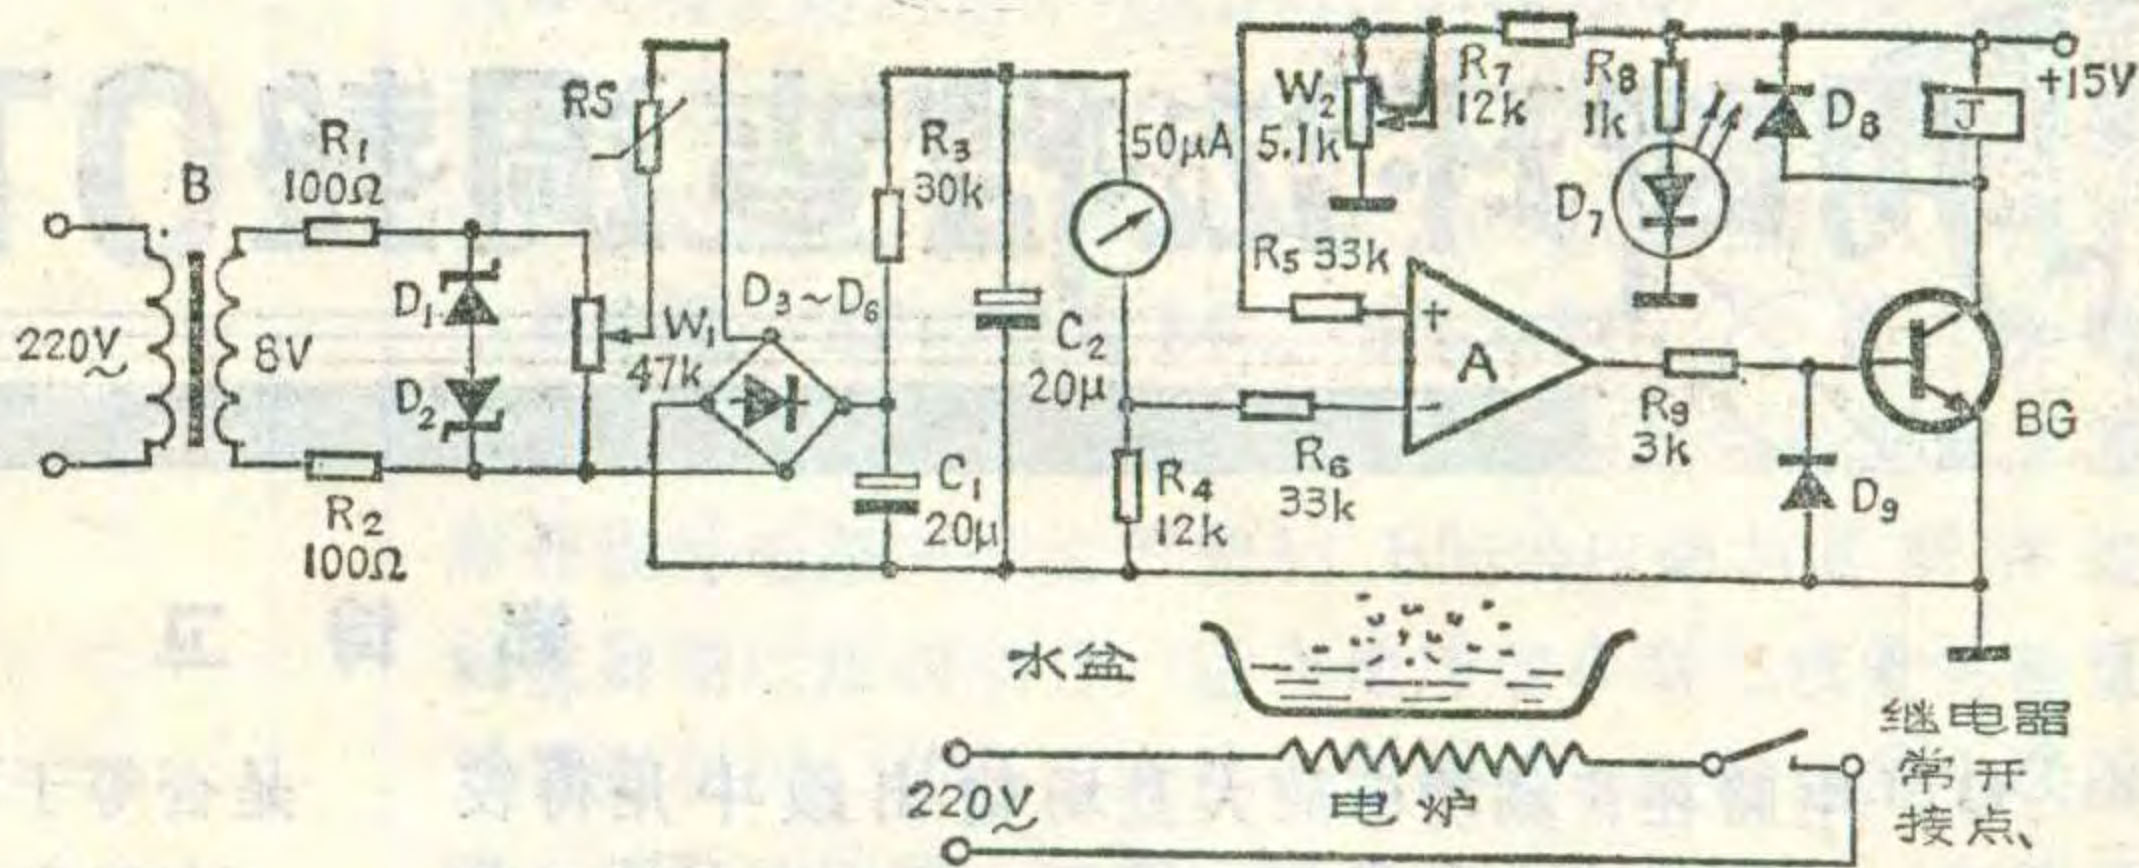 220V~
B
8V
R1
100Ω
R2
100Ω
D1
D2
W1
47k
RS
D3~D6
R3
30k
C1
20μ
C2
20μ
50μA
R4
12k
W2
5.1k
R5 33k
R6
33k
+
A
-
R7
12k
R8
1k
D7
D8
J
+15V
R9
3k
D9
BG
水盆
220V~
电炉
继电器
常开
接点、